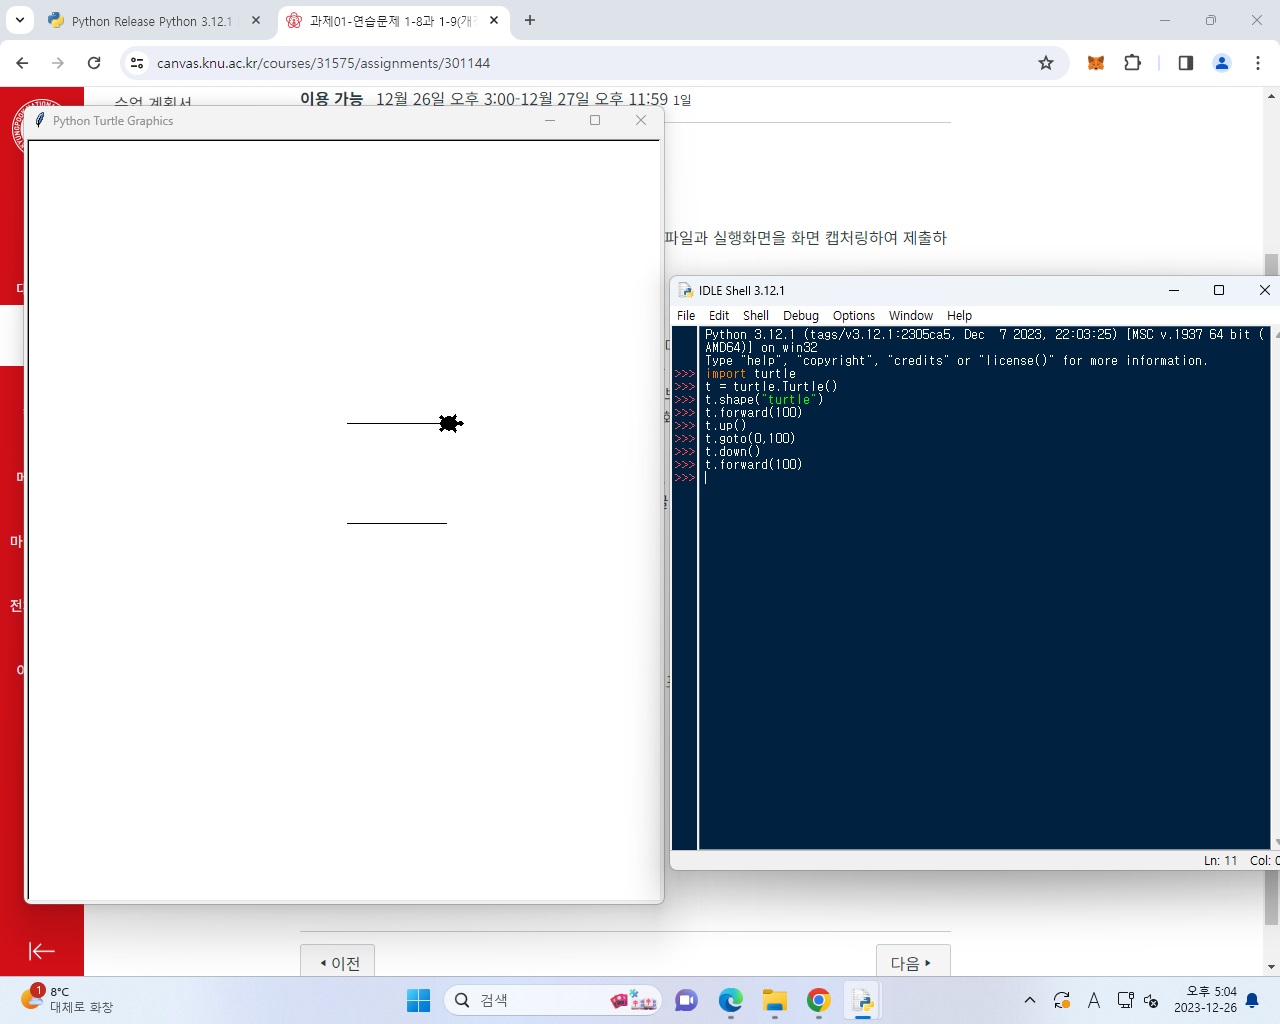 Python Release Python 3.12.1
과제01-연습문제 1-8과 1-9(개
canvas.knu.ac.kr/courses/31575/assignments/301144
수업 계획서
이용 가능 12월 26일 오후 3:00-12월 27일 오후 11:59 1일
Python Turtle Graphics
파일과 실행화면을 화면 캡처링하여 제출하
IDLE Shell 3.12.1
File Edit Shell Debug Options Window Help
Python 3.12.1 (tags/v3.12.1:2305ca5, Dec  7 2023, 22:03:25) [MSC v.1937 64 bit (
AMD64)] on win32
Type "help", "copyright", "credits" or "license()" for more information.
>>> import turtle
>>> t = turtle.Turtle()
>>> t.shape("turtle")
>>> t.forward(100)
>>> t.up()
>>> t.goto(0,100)
>>> t.down()
>>> t.forward(100)
>>>
Ln: 11 Col: 0
마
전
이전
다음
1
8°C
대체로 화창
검색
A
오후 5:04
2023-12-26